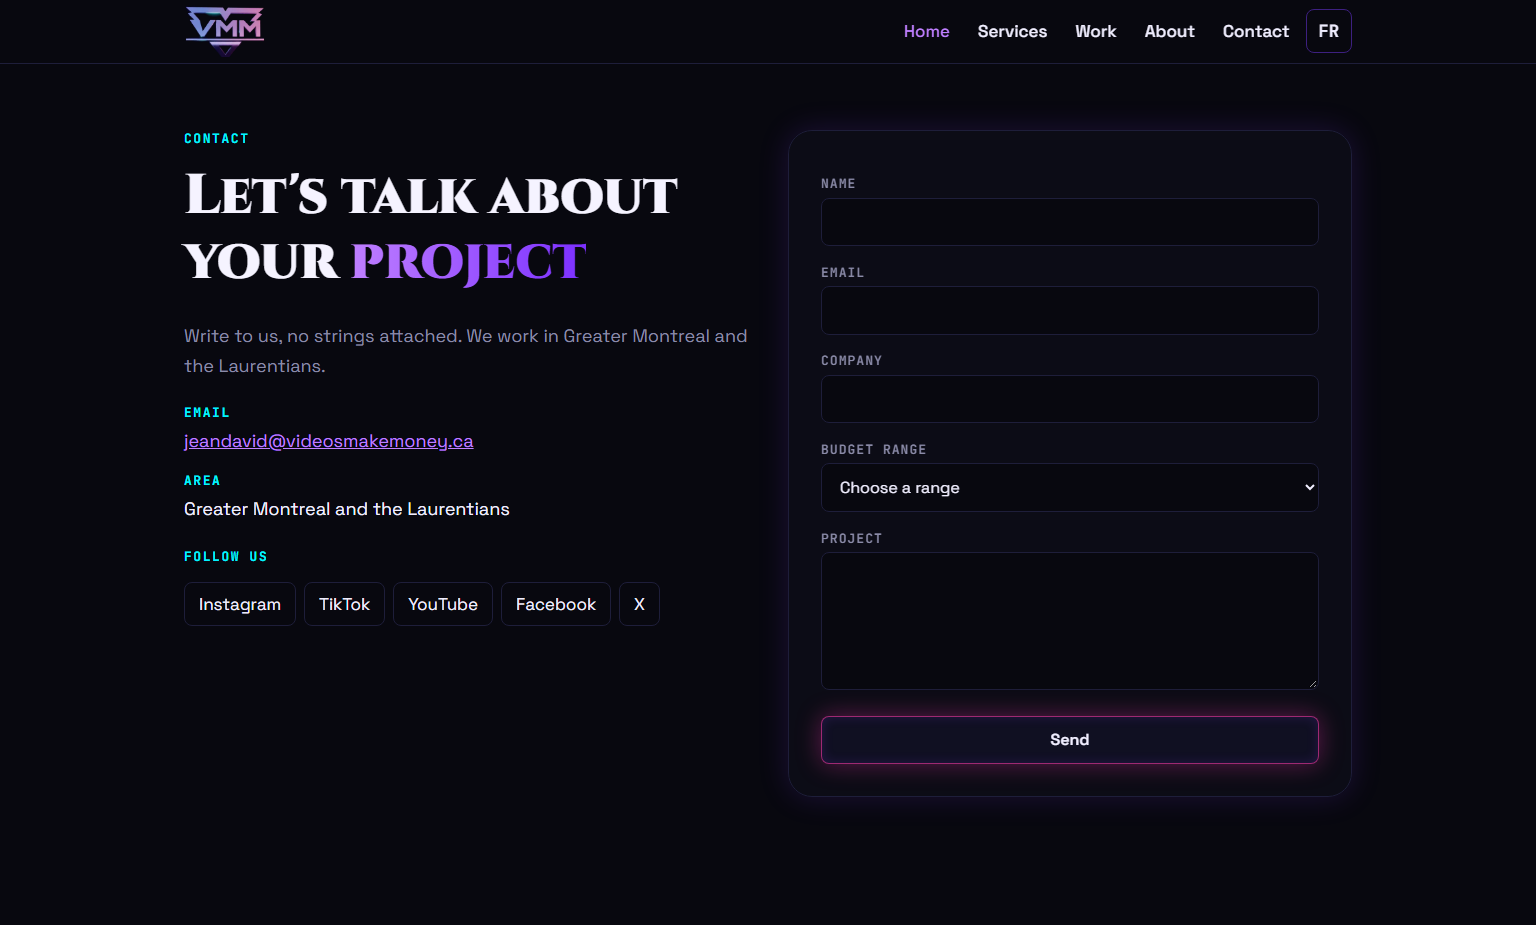 VMM
Home
Services
Work
About
Contact
FR
CONTACT
Let's talk about
your project
Write to us, no strings attached. We work in Greater Montreal and
the Laurentians.
EMAIL
jeandavid@videosmakemoney.ca
AREA
Greater Montreal and the Laurentians
FOLLOW US
Instagram
TikTok
YouTube
Facebook
X
NAME
EMAIL
COMPANY
BUDGET RANGE
Choose a range
PROJECT
Send